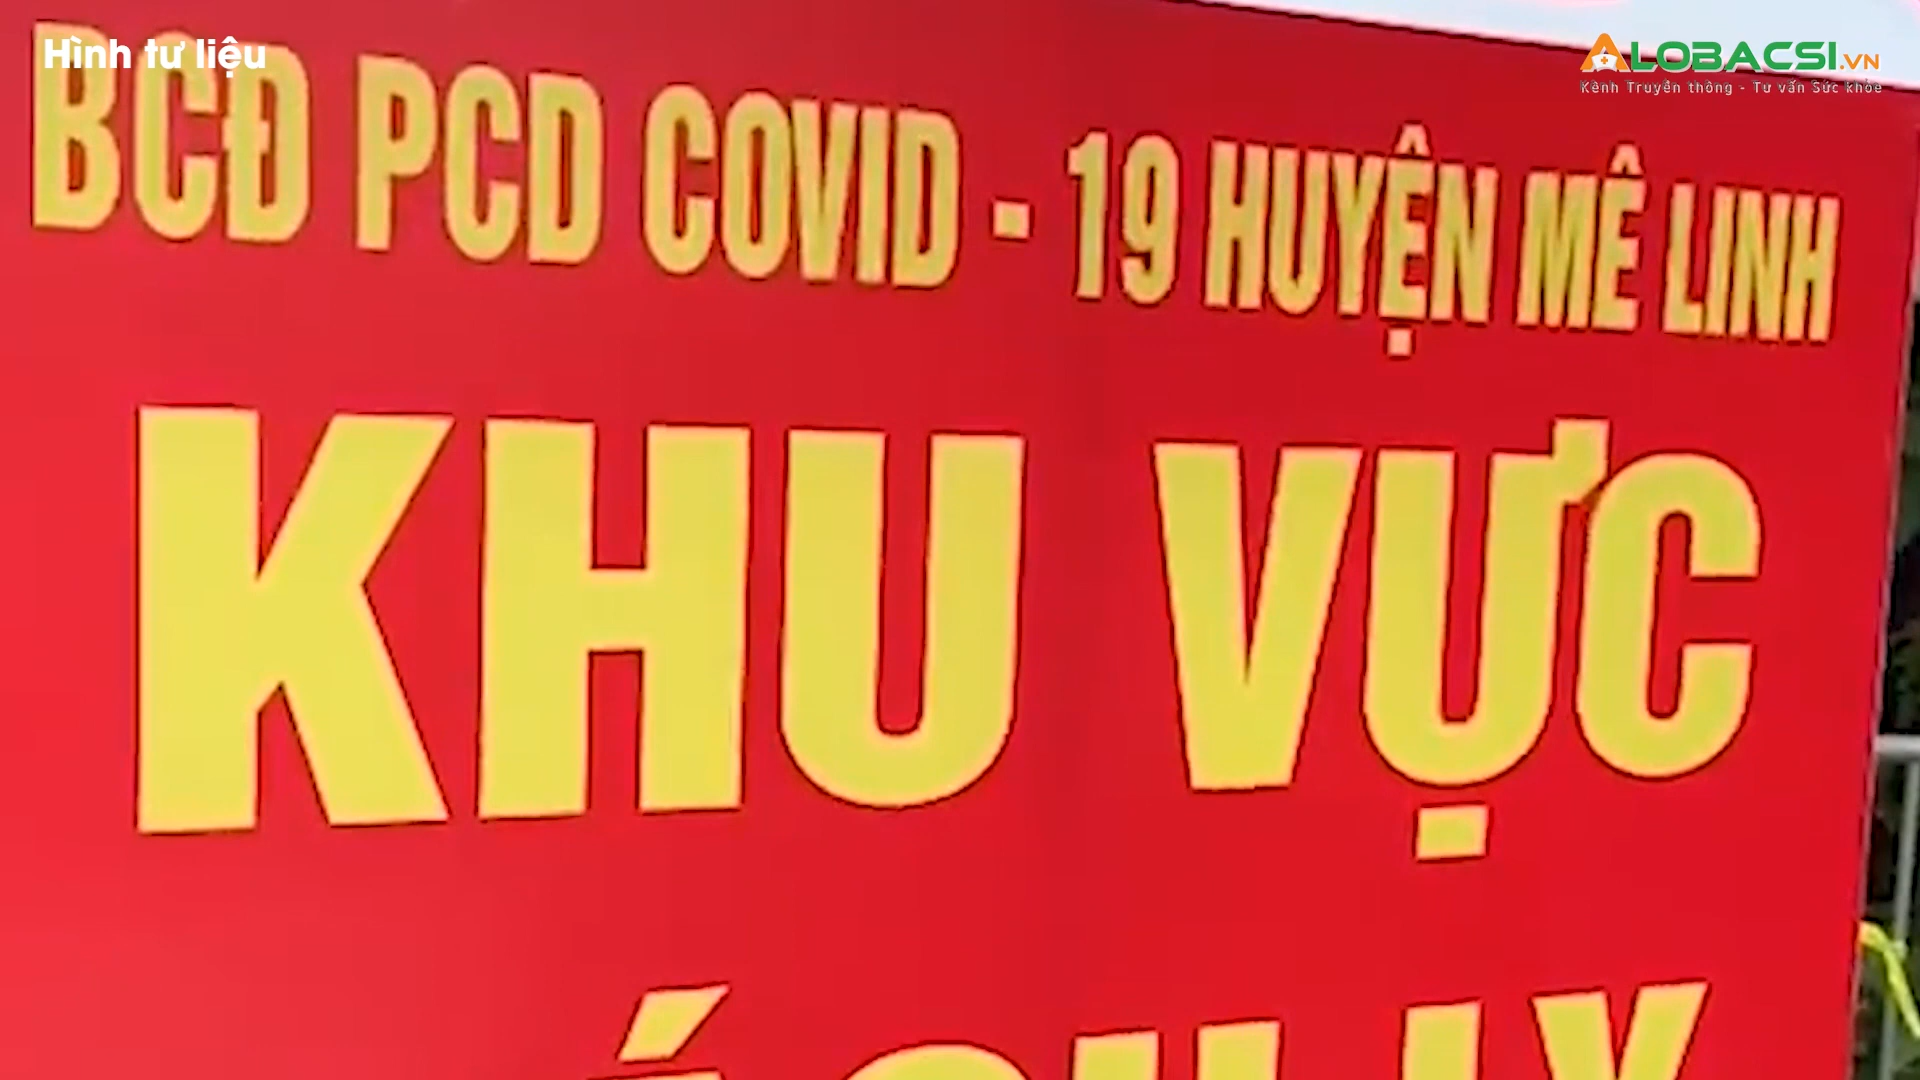 Hình tư liệu
ALOBACSI.VN
Kênh Truyền thông - Tư vấn Sức khỏe
BCĐ PCD COVID - 19 HUYỆN MÊ LINH
KHU VỰC